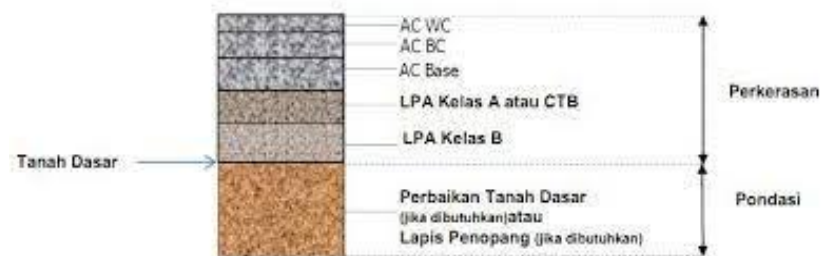 AC WC
AC BC
AC Base
LPA Kelas A atau CTB
LPA Kelas B
Perkerasan
Tanah Dasar
Perbaikan Tanah Dasar
(jika dibutuhkan)atau
Lapis Penopang (jika dibutuhkan)
Pondasi